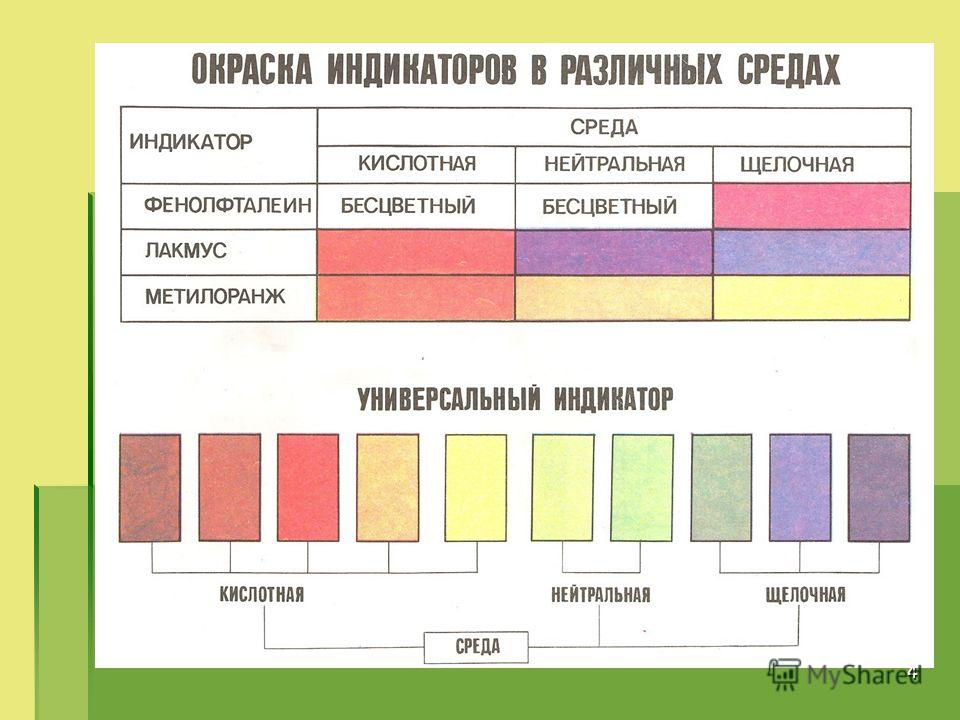 ОКРАСКА ИНДИКАТОРОВ В РАЗЛИЧНЫХ СРЕДАХ
ИНДИКАТОР
СРЕДА
КИСЛОТНАЯ НЕЙТРАЛЬНАЯ ЩЕЛОЧНАЯ
ФЕНОЛФТАЛЕИН БЕСЦВЕТНЫЙ БЕСЦВЕТНЫЙ
ЛАКМУС
МЕТИЛОРАНЖ
УНИВЕРСАЛЬНЫЙ ИНДИКАТОР
КИСЛОТНАЯ НЕЙТРАЛЬНАЯ ЩЕЛОЧНАЯ
СРЕДА
4
MyShared